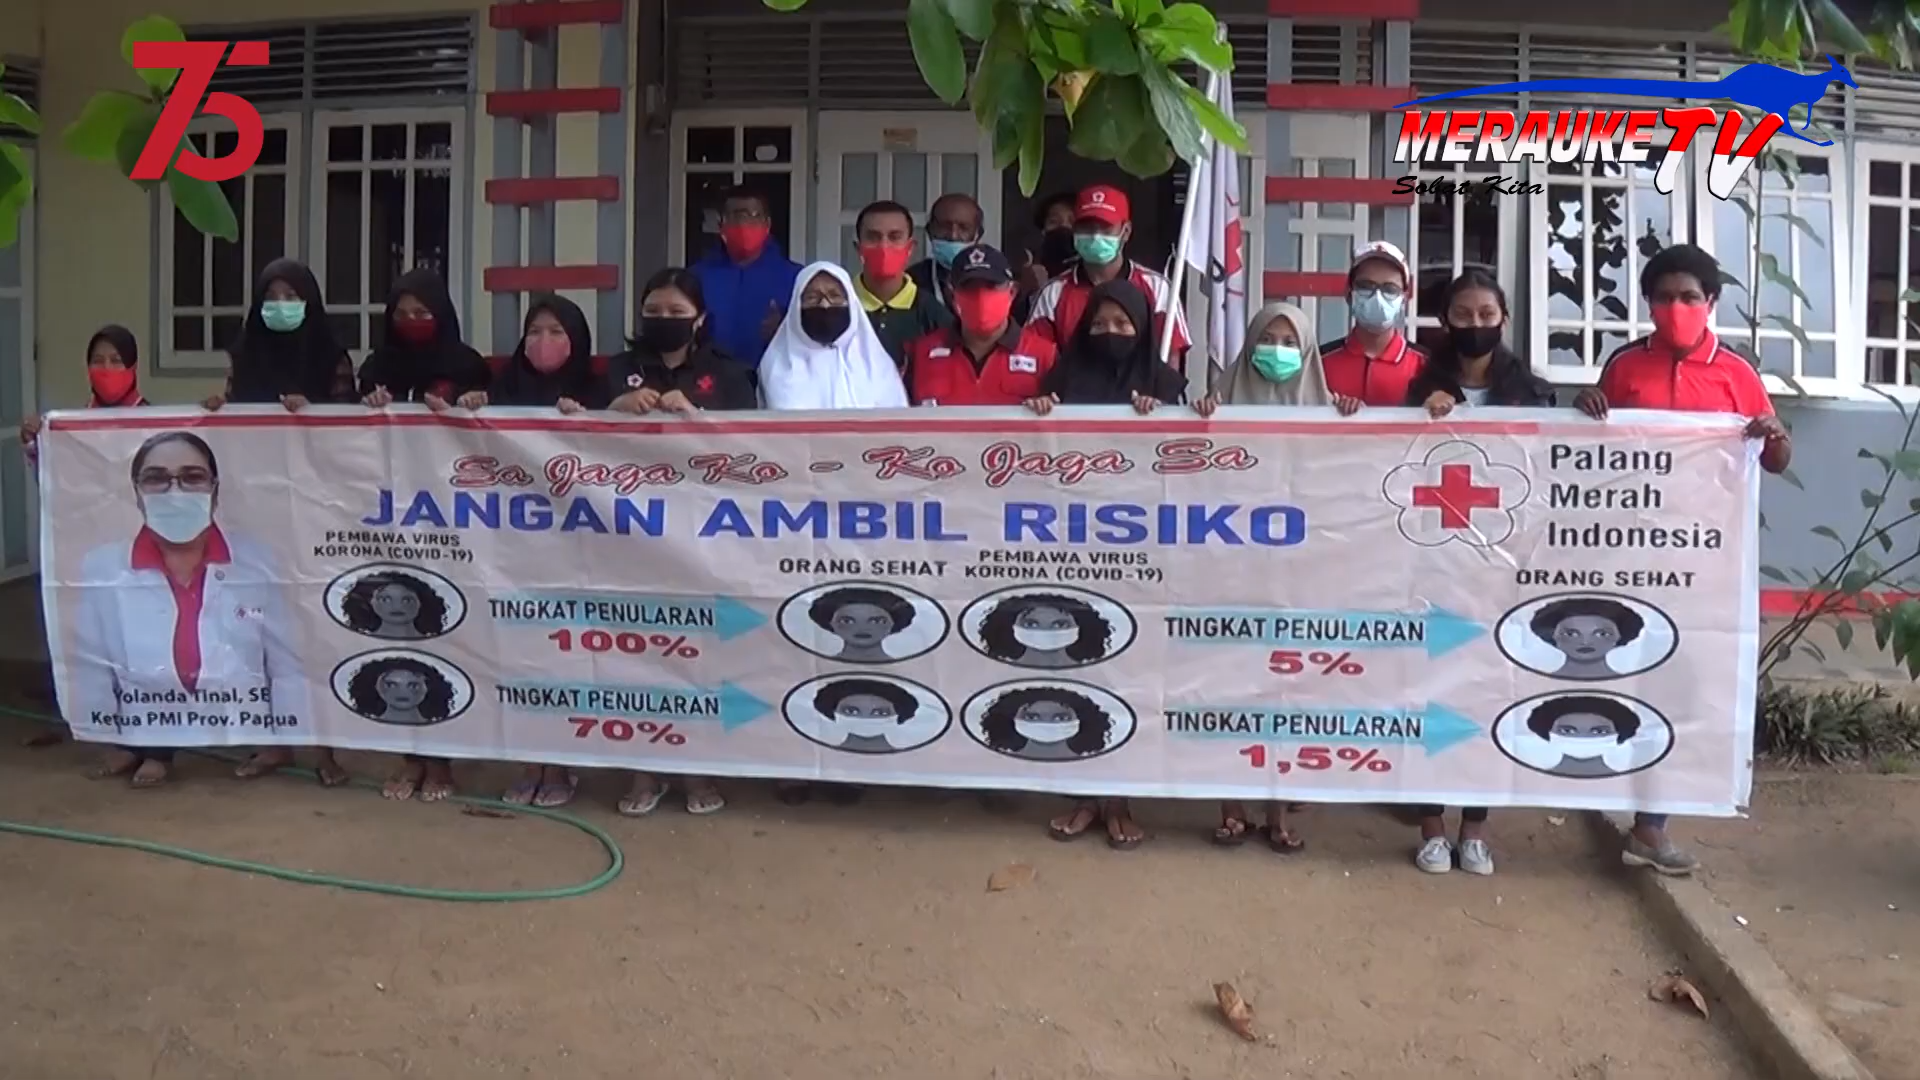 75
MERAUKE TV
Sobat Kita
Sa Jaga Ko - Ko Jaga Sa
JANGAN AMBIL RISIKO
Palang
Merah
Indonesia
PEMBAWA VIRUS
KORONA (COVID-19)
ORANG SEHAT
PEMBAWA VIRUS
KORONA (COVID-19)
ORANG SEHAT
TINGKAT PENULARAN
100%
TINGKAT PENULARAN
5%
TINGKAT PENULARAN
70%
TINGKAT PENULARAN
1,5%
Yolanda Tinal, SE
Ketua PMI Prov. Papua